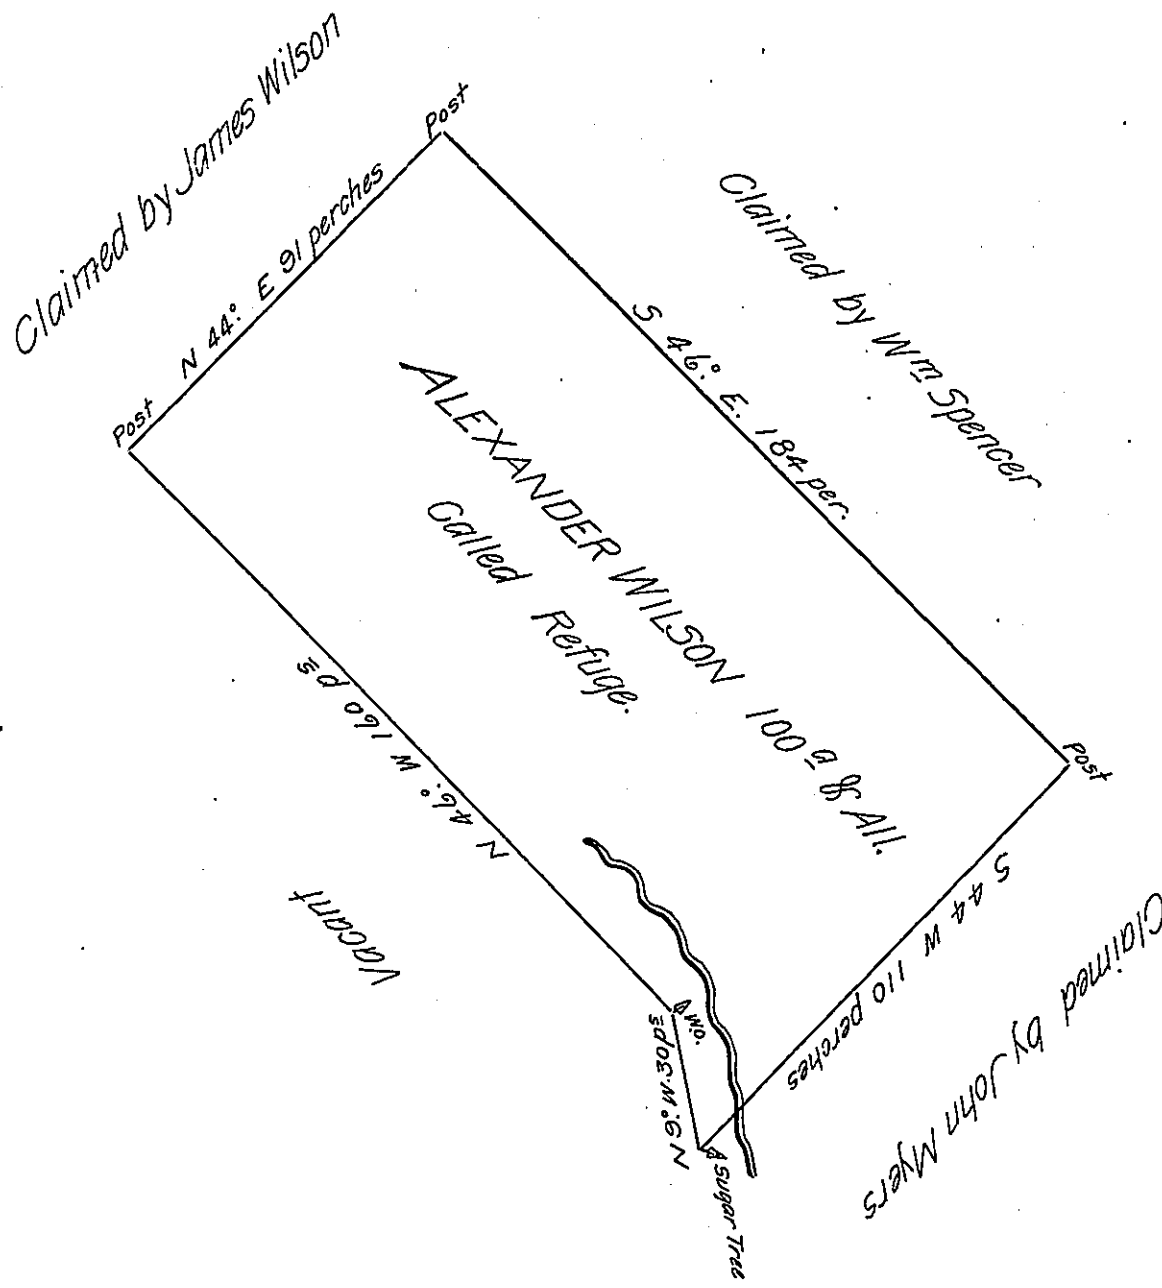 Claimed by James Wilson
Post
N 44°. E 91 perches
Post
Claimed by Wm Spencer
S 46°. E. 184 per.
ALEXANDER WILSON 100 a & All.
Called Refuge.
Post
S 44 W 110 perches
Claimed by John Myers
Sugar Tree
N 9°. W. 30 ps
W.O.
N 46°. W 160 ps
Vacant